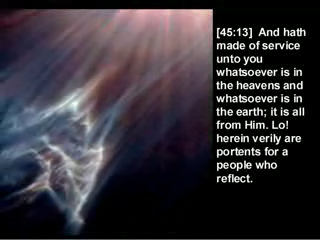 [45:13]  And hath
made of service
unto you
whatsoever is in
the heavens and
whatsoever is in
the earth; it is all
from Him. Lo!
herein verily are
portents for a
people who
reflect.